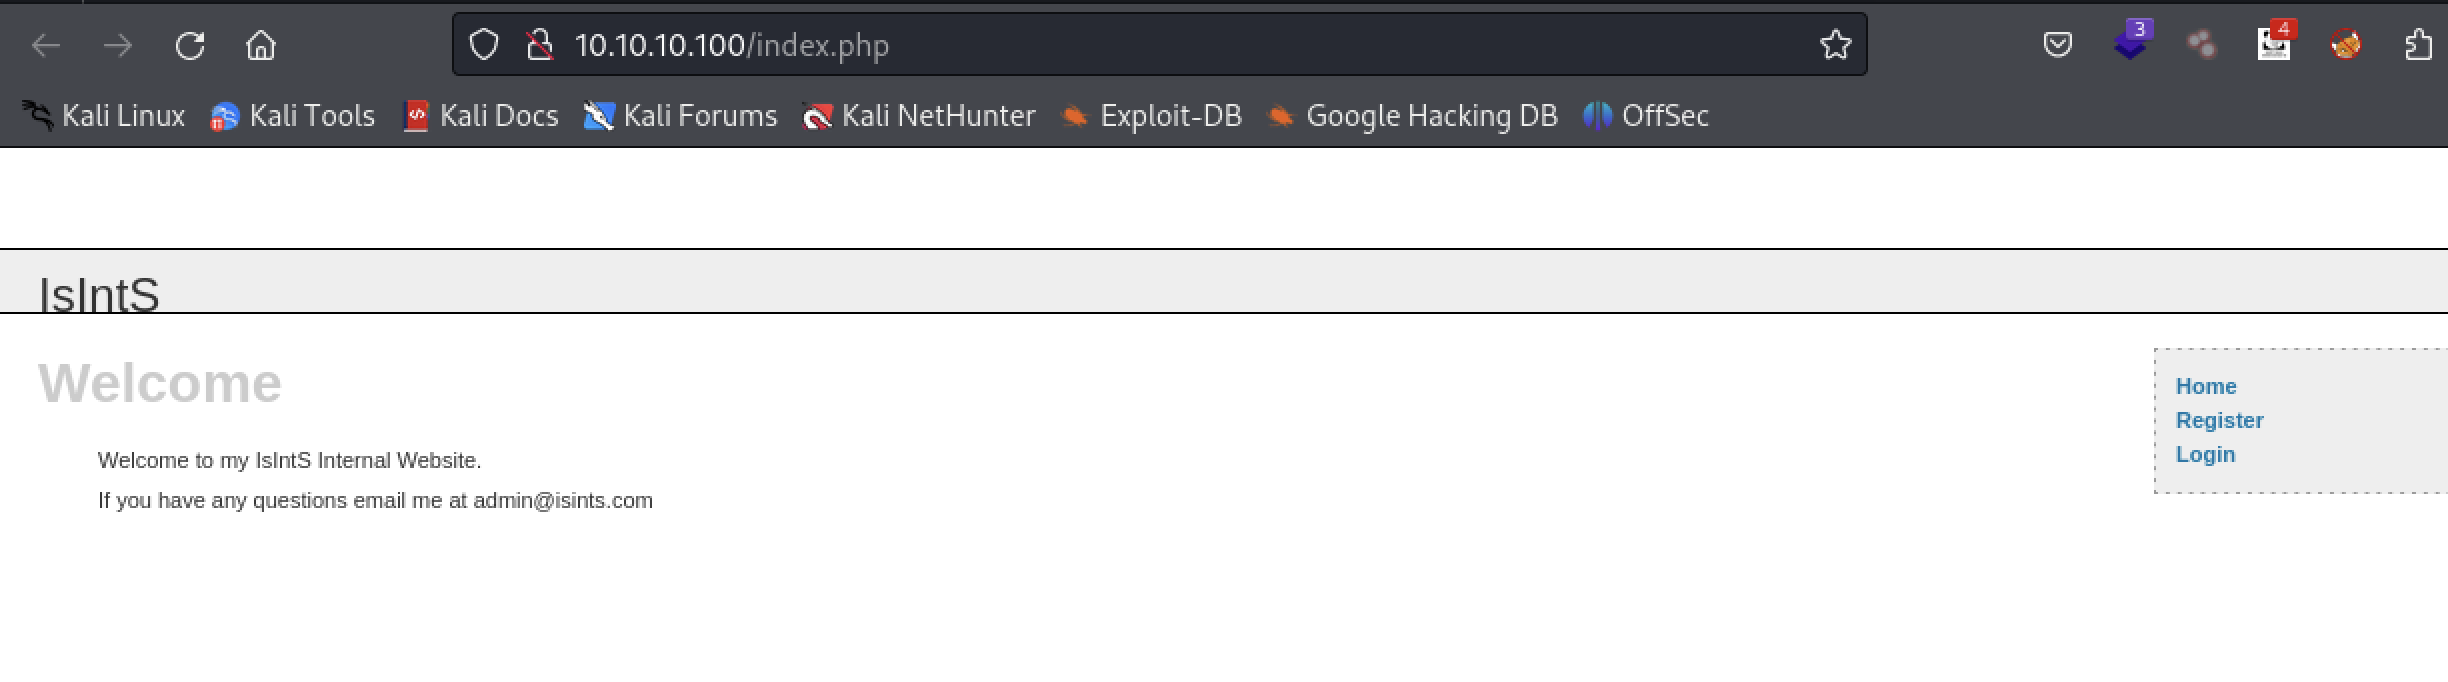 10.10.10.100/index.php
3
4
Kali Linux Kali Tools Kali Docs Kali Forums Kali NetHunter Exploit-DB Google Hacking DB OffSec
IsIntS
Welcome
Welcome to my IsIntS Internal Website.
If you have any questions email me at admin@isints.com
Home
Register
Login